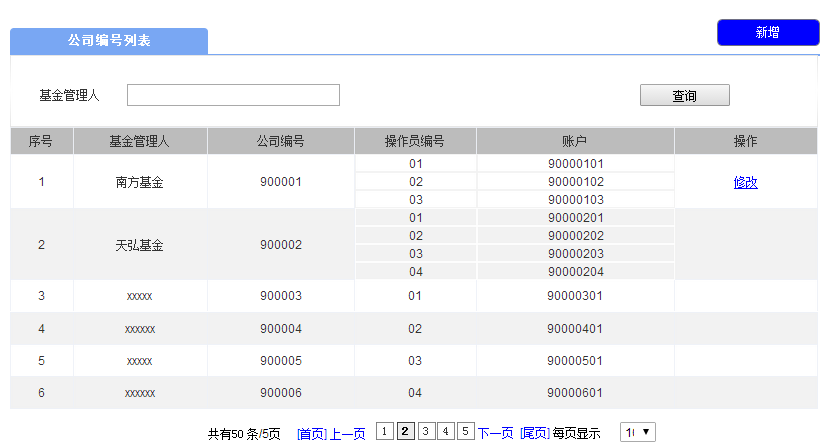 公司编号列表 新增
基金管理人 查询
序号 基金管理人 公司编号 操作员编号 账户 操作
1 南方基金 900001 01 90000101 修改
02 90000102
03 90000103
2 天弘基金 900002 01 90000201
02 90000202
03 90000203
04 90000204
3 xxxxx 900003 01 90000301
4 xxxxxx 900004 02 90000401
5 xxxxx 900005 03 90000501
6 xxxxxx 900006 04 90000601
共有50 条/5页 [首页] 上一页 1 2 3 4 5 下一页 [尾页] 每页显示